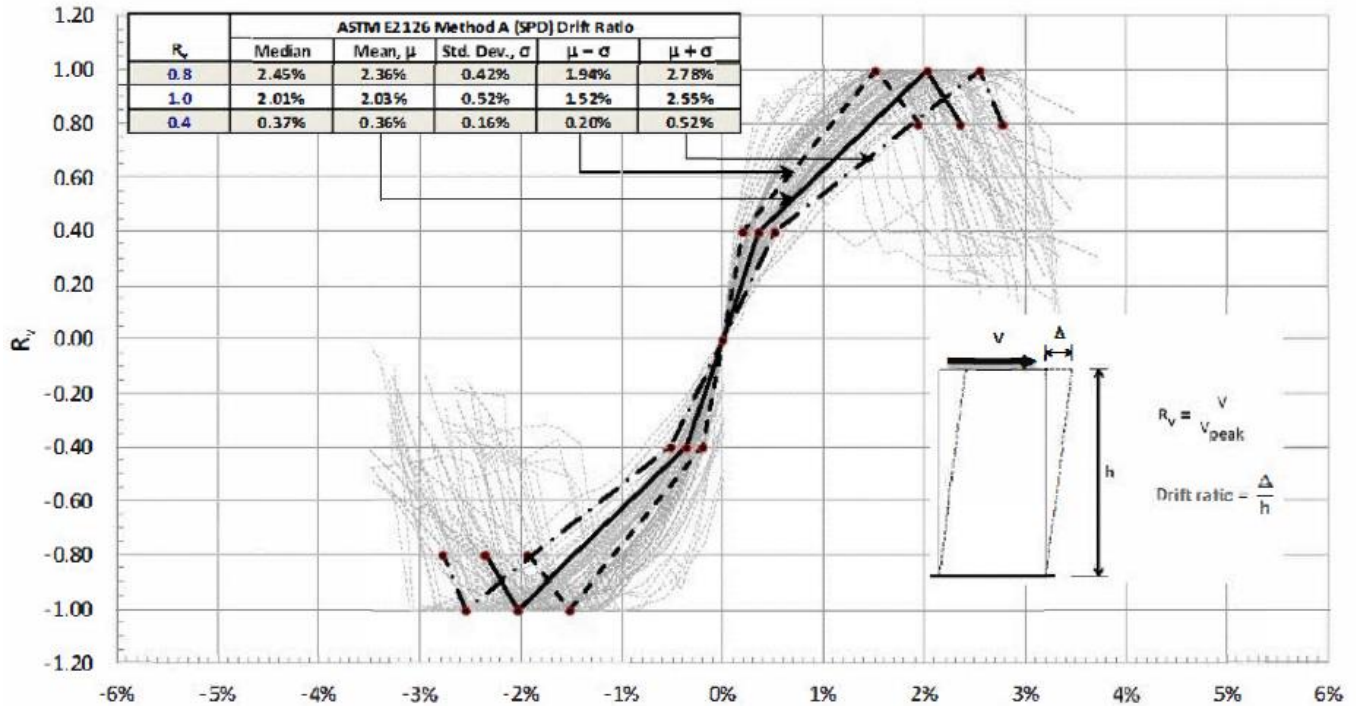 1.20
1.00
0.80
0.60
0.40
0.20
0.00
-0.20
-0.40
-0.60
-0.80
-1.00
-1.20
Rv
ASTM E2126 Method A (SPD) Drift Ratio
Rv Median Mean, μ Std. Dev., σ μ − σ μ + σ
0.8 2.45% 2.36% 0.42% 1.94% 2.78%
1.0 2.01% 2.03% 0.52% 1.52% 2.55%
0.4 0.37% 0.36% 0.16% 0.20% 0.52%
V Δ
h
Rv = V
Vpeak
Drift ratio = Δ
h
-6% -5% -4% -3% -2% -1% 0% 1% 2% 3% 4% 5% 6%